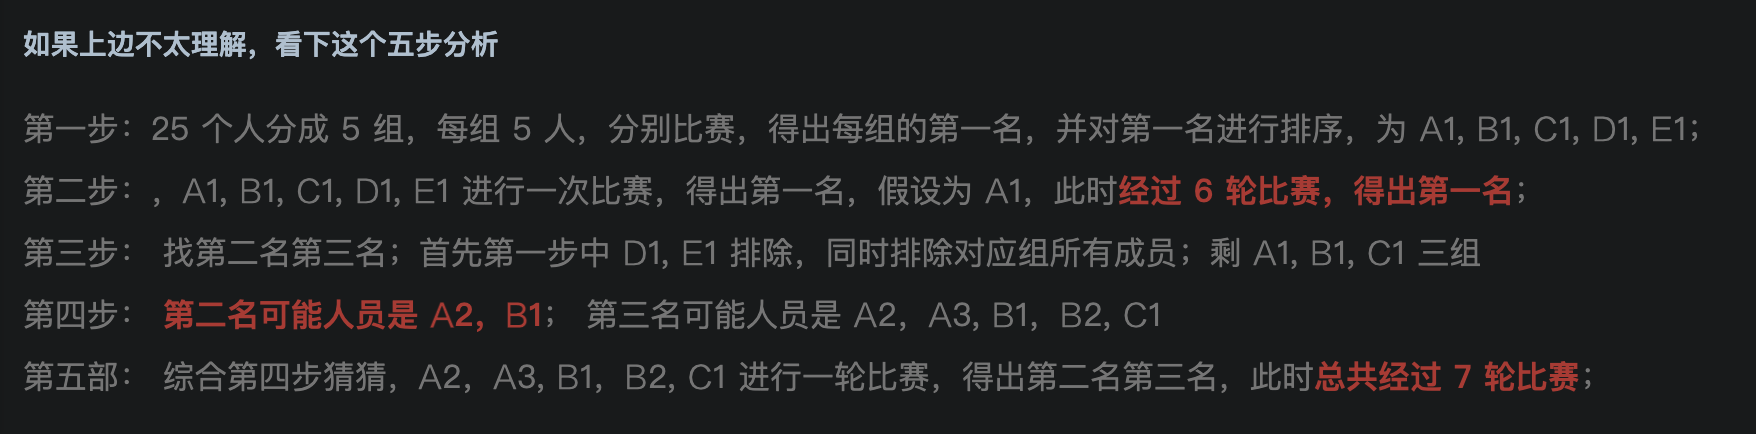 如果上边不太理解，看下这个五步分析
第一步：25 个人分成 5 组，每组 5 人，分别比赛，得出每组的第一名，并对第一名进行排序，为 A1, B1, C1, D1, E1；
第二步：，A1, B1, C1, D1, E1 进行一次比赛，得出第一名，假设为 A1，此时经过 6 轮比赛，得出第一名；
第三步： 找第二名第三名；首先第一步中 D1, E1 排除，同时排除对应组所有成员；剩 A1, B1, C1 三组
第四步： 第二名可能人员是 A2，B1； 第三名可能人员是 A2，A3, B1，B2, C1
第五部： 综合第四步猜猜，A2，A3, B1，B2, C1 进行一轮比赛，得出第二名第三名，此时总共经过 7 轮比赛；